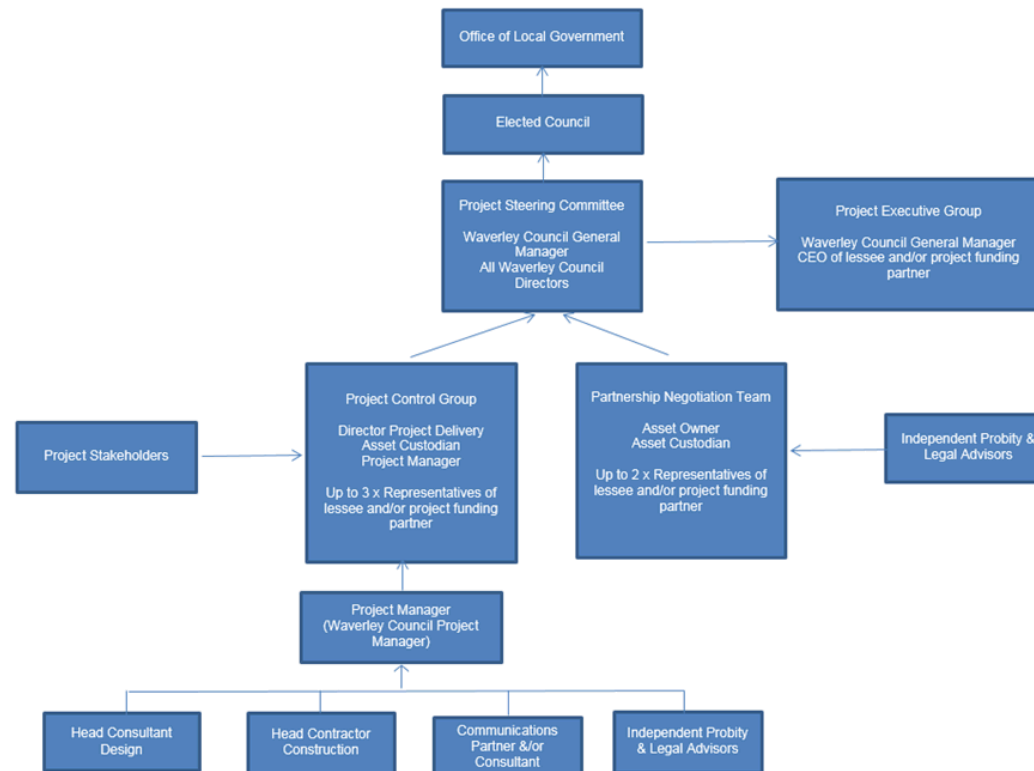 Office of Local Government
Elected Council
Project Steering Committee
Waverley Council General
Manager
All Waverley Council
Directors
Project Executive Group
Waverley Council General Manager
CEO of lessee and/or project funding
partner
Project Control Group
Director Project Delivery
Asset Custodian
Project Manager
Up to 3 x Representatives of
lessee and/or project funding
partner
Partnership Negotiation Team
Asset Owner
Asset Custodian
Up to 2 x Representatives of
lessee and/or project funding
partner
Project Stakeholders
Independent Probity &
Legal Advisors
Project Manager
(Waverley Council Project
Manager)
Head Consultant
Design
Head Contractor
Construction
Communications
Partner &/or
Consultant
Independent Probity
& Legal Advisors